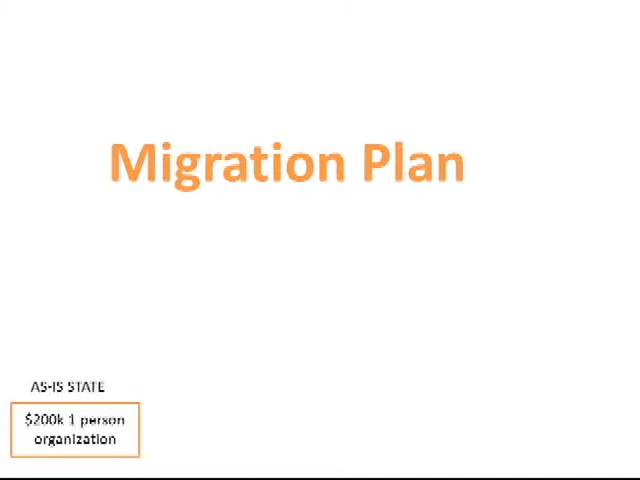 Migration Plan
AS-IS STATE
$200k 1 person
organization